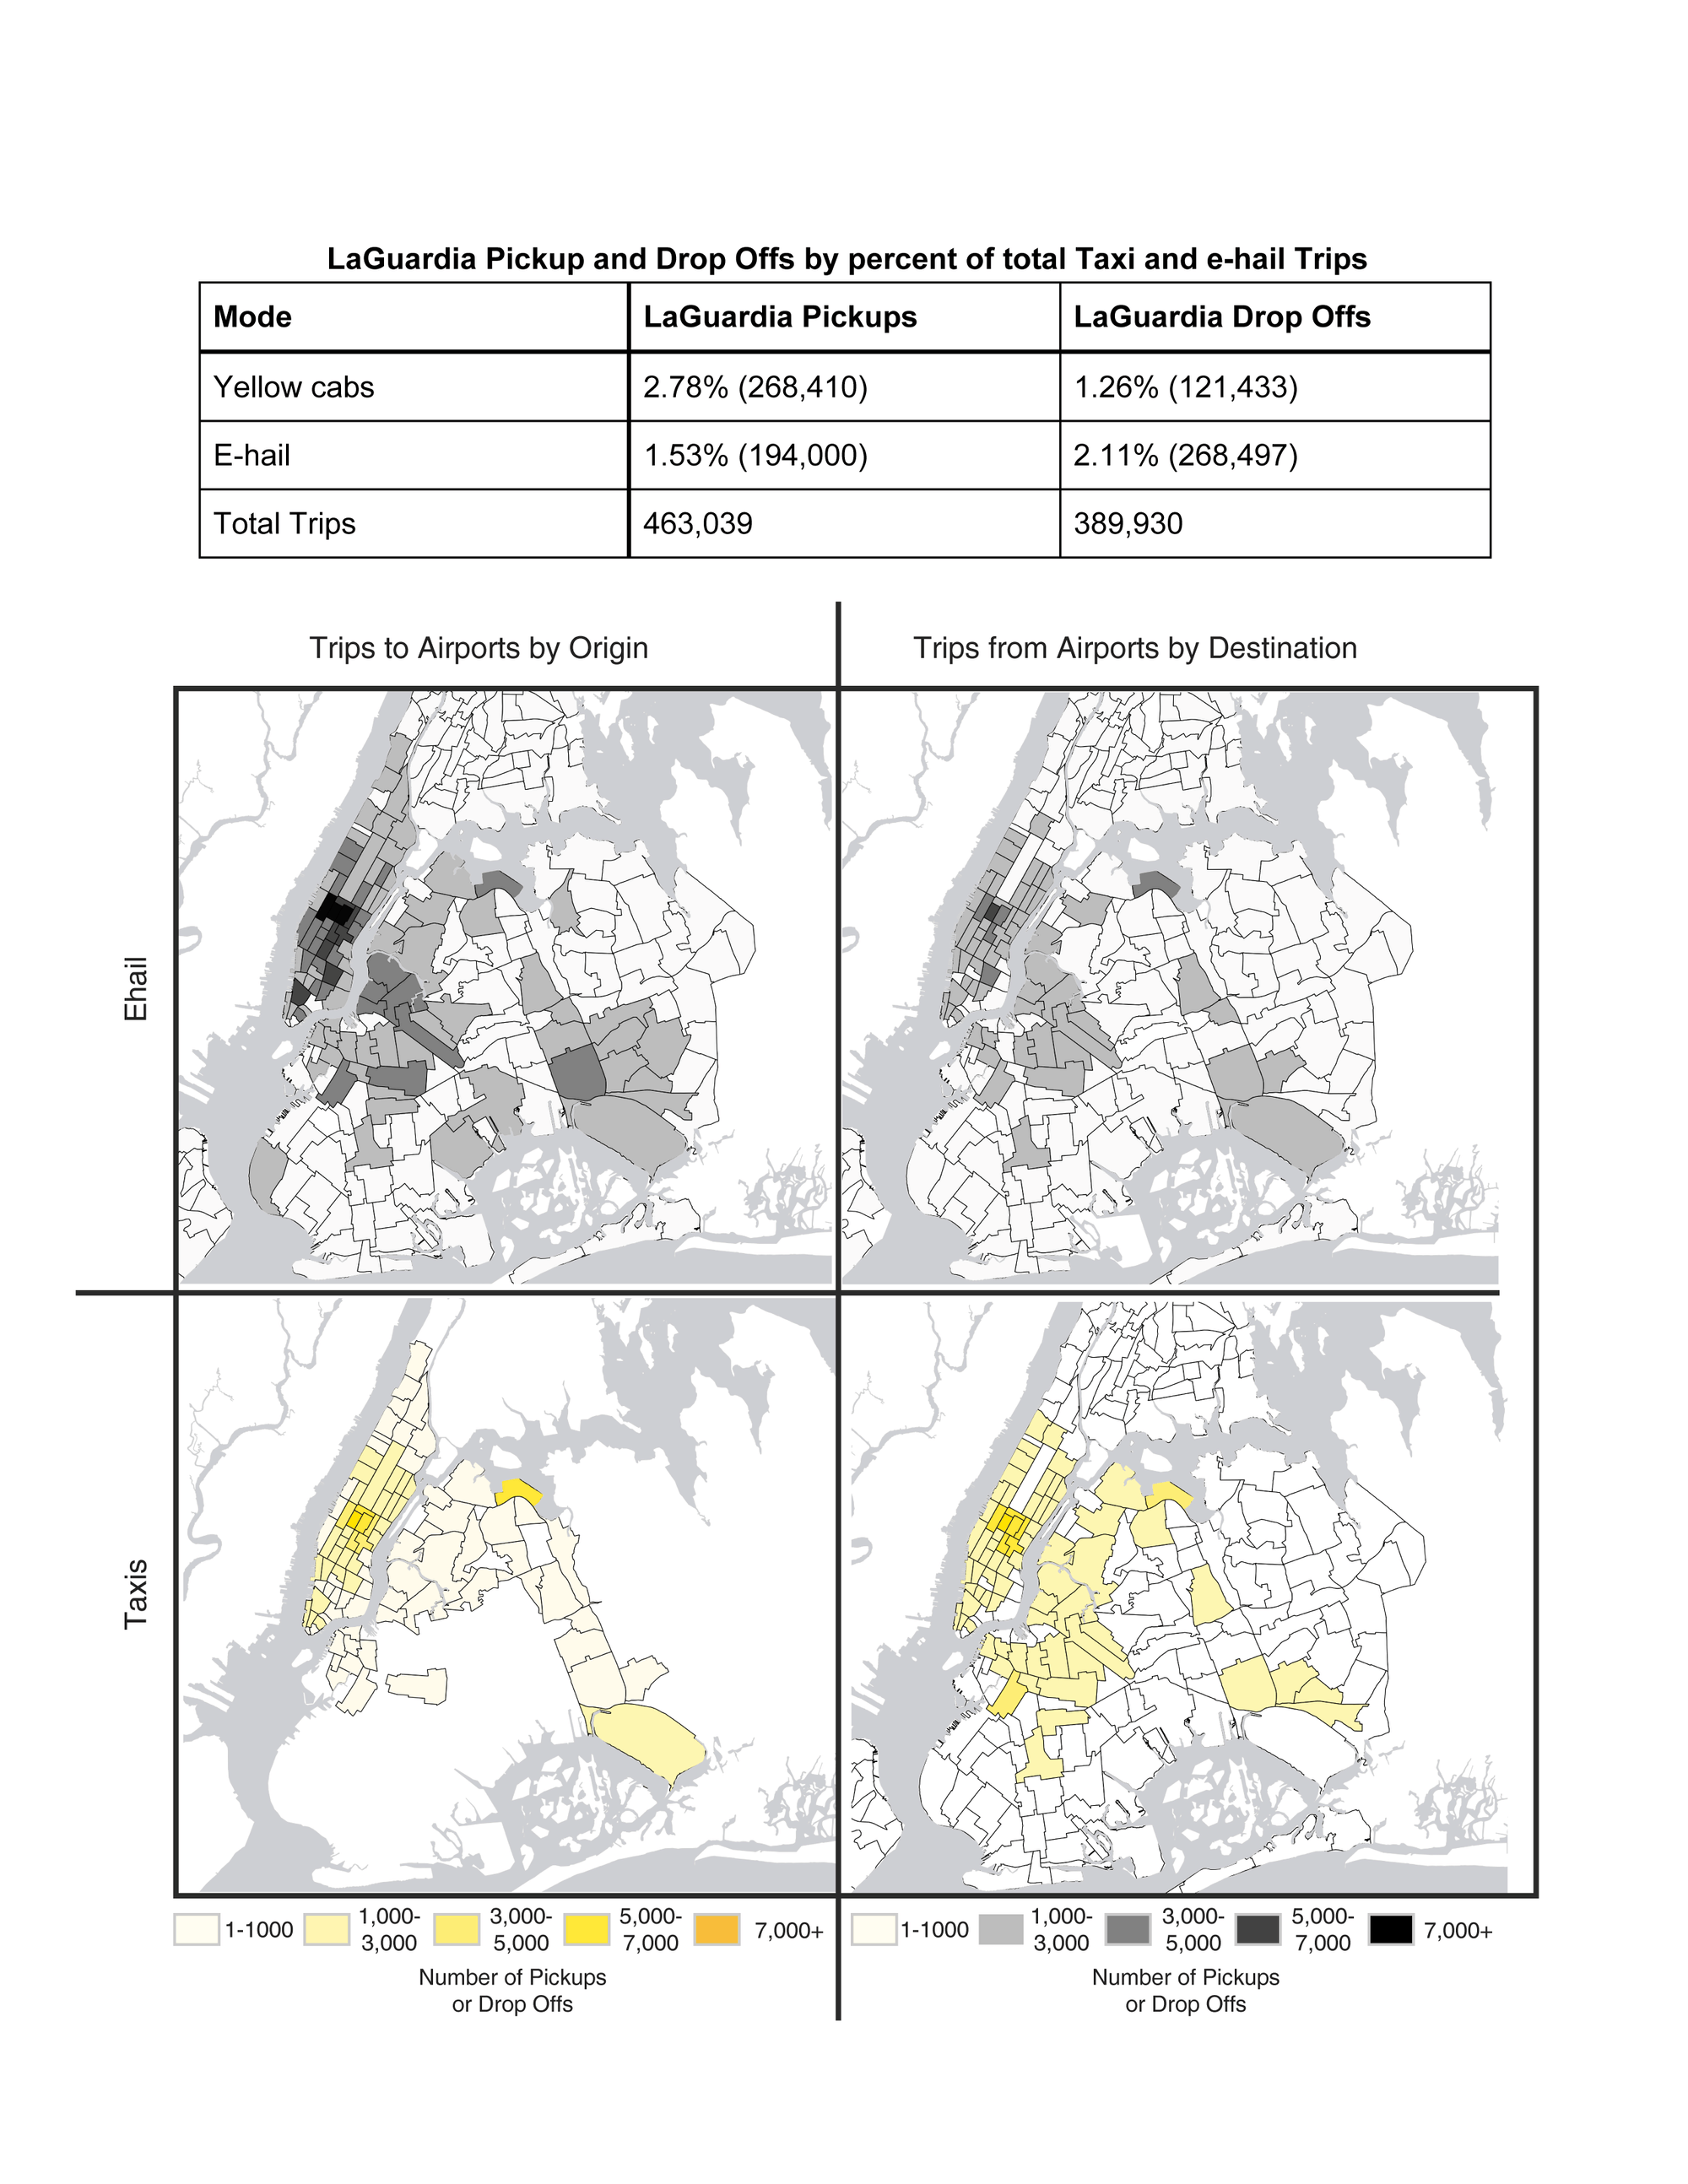 LaGuardia Pickup and Drop Offs by percent of total Taxi and e-hail Trips
Mode LaGuardia Pickups LaGuardia Drop Offs
Yellow cabs 2.78% (268,410) 1.26% (121,433)
E-hail 1.53% (194,000) 2.11% (268,497)
Total Trips 463,039 389,930
Trips to Airports by Origin
Trips from Airports by Destination
Ehail
Taxis
1-1000
1,000-
3,000
3,000-
5,000
5,000-
7,000
7,000+
Number of Pickups
or Drop Offs
1-1000
1,000-
3,000
3,000-
5,000
5,000-
7,000
7,000+
Number of Pickups
or Drop Offs